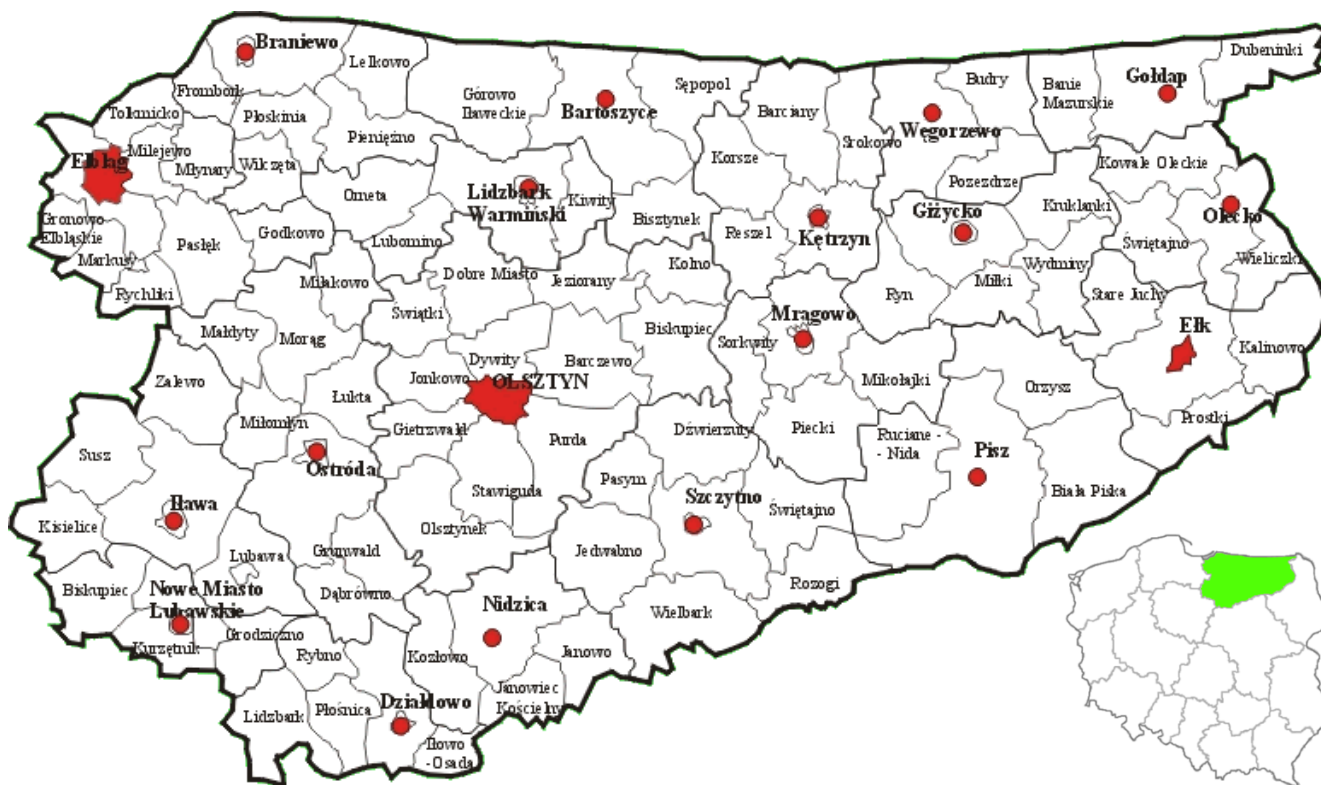 Braniewo
Lelkowo
Sępopol
Dubeninki
Budry
Banie
Mazurskie
Gołdap
Frombork
Tolkmicko
Płoskinia
Górowo
Iławeckie
Bartoszyce
Barciany
Węgorzewo
Srokowo
Pieniężno
Milejewo
Młynary
Wilczęta
Elbląg
Orneta
Lidzbark
Warmiński
Kiwity
Korsze
Pozezdrze
Kowale Oleckie
Kruklanki
Olecko
Gronowo
Elbląskie
Godkowo
Pasłęk
Lubomino
Bisztynek
Reszel
Kętrzyn
Giżycko
Świętajno
Wieliczki
Markusy
Rychliki
Miłakowo
Dobre Miasto
Jeziorany
Kolno
Ryn
Miłki
Wydminy
Stare Juchy
Małdyty
Morąg
Świątki
Biskupiec
Mrągowo
Sorkwity
Ełk
Kalinowo
Zalewo
Dywity
Barczewo
Jonkowo
OLSZTYN
Łukta
Mikołajki
Orzysz
Prostki
Miłomłyn
Gietrzwałd
Purda
Dźwierzuty
Piecki
Ruciane -
- Nida
Pisz
Susz
Ostróda
Stawiguda
Pasym
Szczytno
Świętajno
Biała Piska
Iława
Kisielice
Olsztynek
Jedwabno
Lubawa
Grunwald
Rozogi
Biskupiec
Nowe Miasto
Lubawskie
Dąbrówno
Nidzica
Wielbark
Kurzętnik
Grodziczno
Rybno
Kozłowo
Janowo
Janowiec
Kościelny
Lidzbark
Płośnica
Działdowo
Iłowo
-Osada